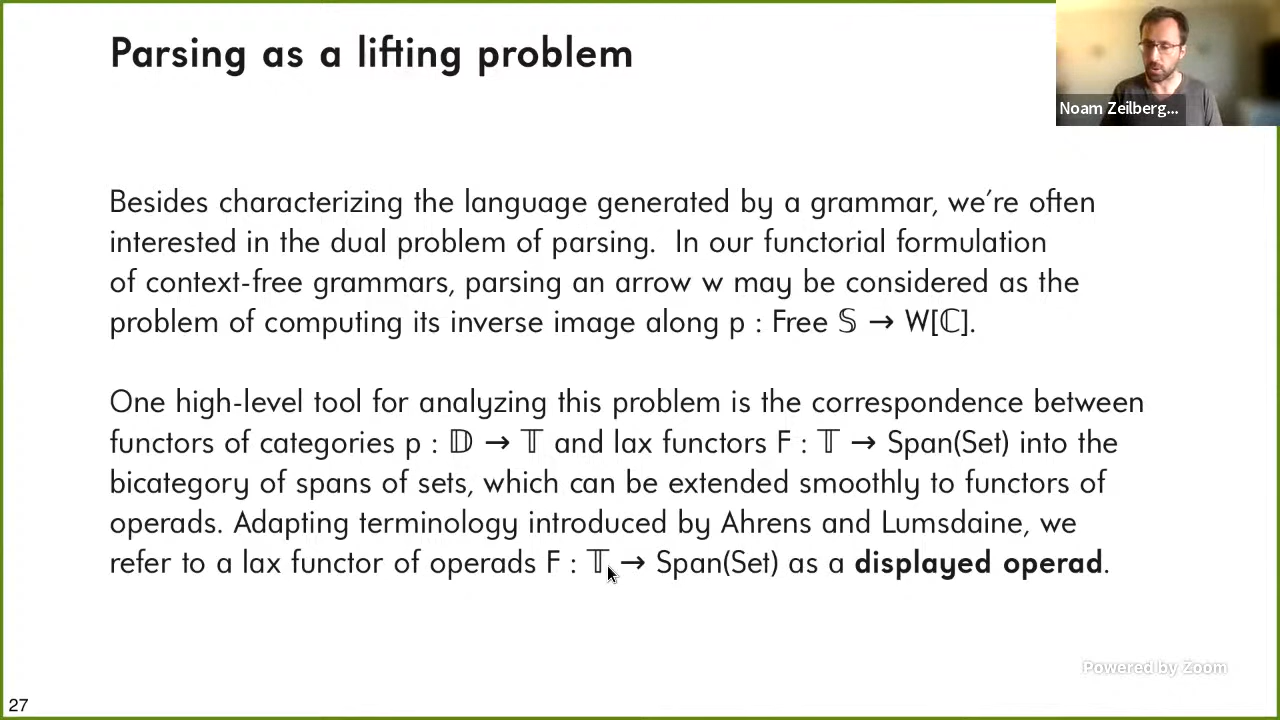 Parsing as a lifting problem
Noam Zeilberg...
Besides characterizing the language generated by a grammar, we're often
interested in the dual problem of parsing.  In our functorial formulation
of context-free grammars, parsing an arrow w may be considered as the
problem of computing its inverse image along p : Free 𝕊 → W[ℂ].
One high-level tool for analyzing this problem is the correspondence between
functors of categories p : 𝔻 → 𝕋 and lax functors F : 𝕋 → Span(Set) into the
bicategory of spans of sets, which can be extended smoothly to functors of
operads. Adapting terminology introduced by Ahrens and Lumsdaine, we
refer to a lax functor of operads F : 𝕋 → Span(Set) as a displayed operad.
Powered by Zoom
27